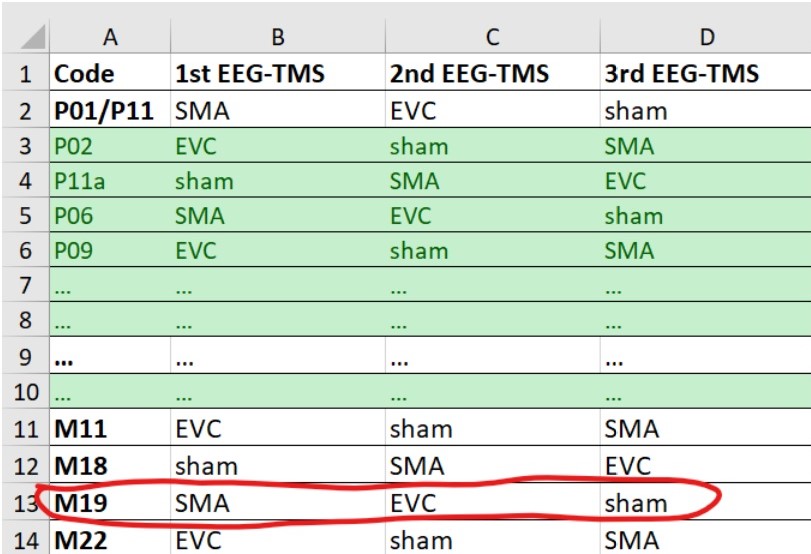 A B C D
1 Code 1st EEG-TMS 2nd EEG-TMS 3rd EEG-TMS
2 P01/P11 SMA EVC sham
3 P02 EVC sham SMA
4 P11a sham SMA EVC
5 P06 SMA EVC sham
6 P09 EVC sham SMA
7 ... ... ... ...
8 ... ... ... ...
9 ... ... ... ...
10 ... ... ... ...
11 M11 EVC sham SMA
12 M18 sham SMA EVC
13 M19 SMA EVC sham
14 M22 EVC sham SMA